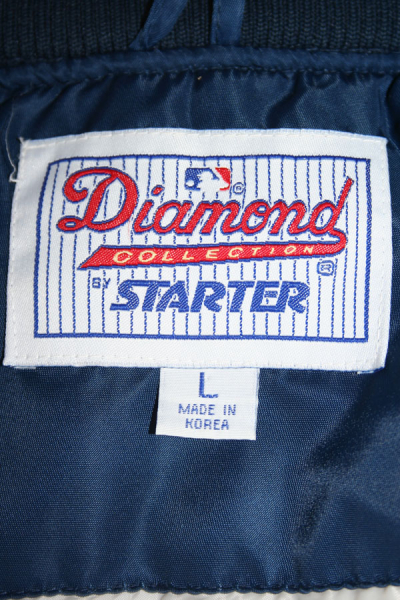 Diamond ®
COLLECTION
BY STARTER ®
L
MADE IN
KOREA